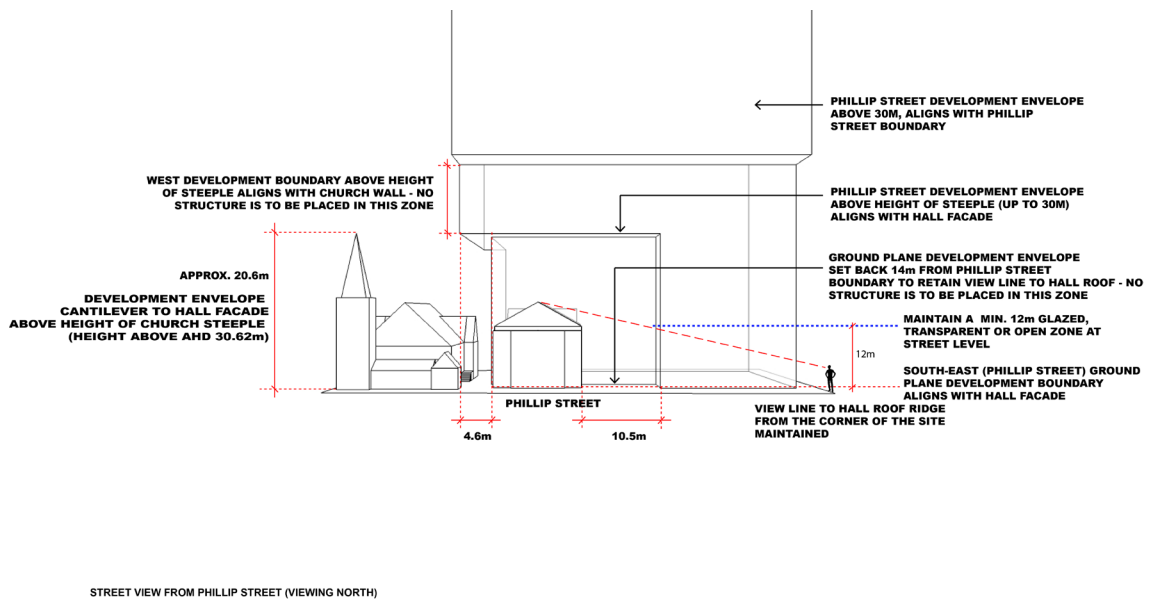 PHILLIP STREET DEVELOPMENT ENVELOPE
ABOVE 30M, ALIGNS WITH PHILLIP
STREET BOUNDARY
WEST DEVELOPMENT BOUNDARY ABOVE HEIGHT
OF STEEPLE ALIGNS WITH CHURCH WALL - NO
STRUCTURE IS TO BE PLACED IN THIS ZONE
PHILLIP STREET DEVELOPMENT ENVELOPE
ABOVE HEIGHT OF STEEPLE (UP TO 30M)
ALIGNS WITH HALL FACADE
APPROX. 20.6m
DEVELOPMENT ENVELOPE
CANTILEVER TO HALL FACADE
ABOVE HEIGHT OF CHURCH STEEPLE
(HEIGHT ABOVE AHD 30.62m)
GROUND PLANE DEVELOPMENT ENVELOPE
SET BACK 14m FROM PHILLIP STREET
BOUNDARY TO RETAIN VIEW LINE TO HALL ROOF - NO
STRUCTURE IS TO BE PLACED IN THIS ZONE
MAINTAIN A MIN. 12m GLAZED,
TRANSPARENT OR OPEN ZONE AT
STREET LEVEL
12m
SOUTH-EAST (PHILLIP STREET) GROUND
PLANE DEVELOPMENT BOUNDARY
ALIGNS WITH HALL FACADE
PHILLIP STREET
VIEW LINE TO HALL ROOF RIDGE
FROM THE CORNER OF THE SITE
MAINTAINED
4.6m
10.5m
STREET VIEW FROM PHILLIP STREET (VIEWING NORTH)